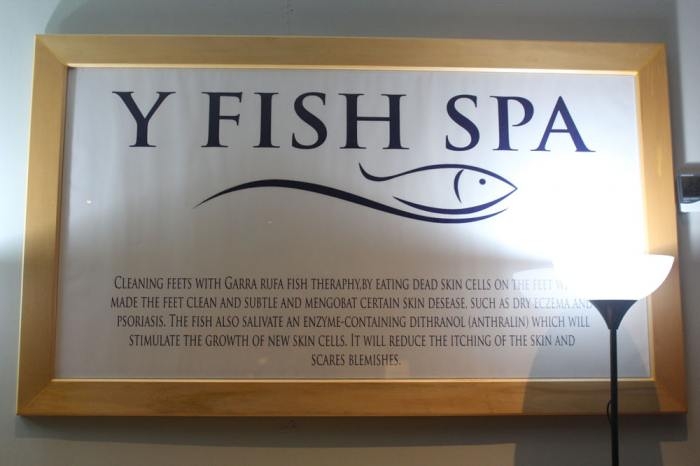 Y FISH SPA
CLEANING FEETS WITH GARRA RUFA FISH THERAPHY,BY EATING DEAD SKIN CELLS ON THE FEET
MADE THE FEET CLEAN AND SUBTLE AND MENGOBAT CERTAIN SKIN DESEASE, SUCH AS DRY ECZEMA AND
PSORIASIS. THE FISH ALSO SALIVATE AN ENZYME-CONTAINING DITHRANOL (ANTHRALIN) WHICH WILL
STIMULATE THE GROWTH OF NEW SKIN CELLS. IT WILL REDUCE THE ITCHING OF THE SKIN AND
SCARES BLEMISHES.